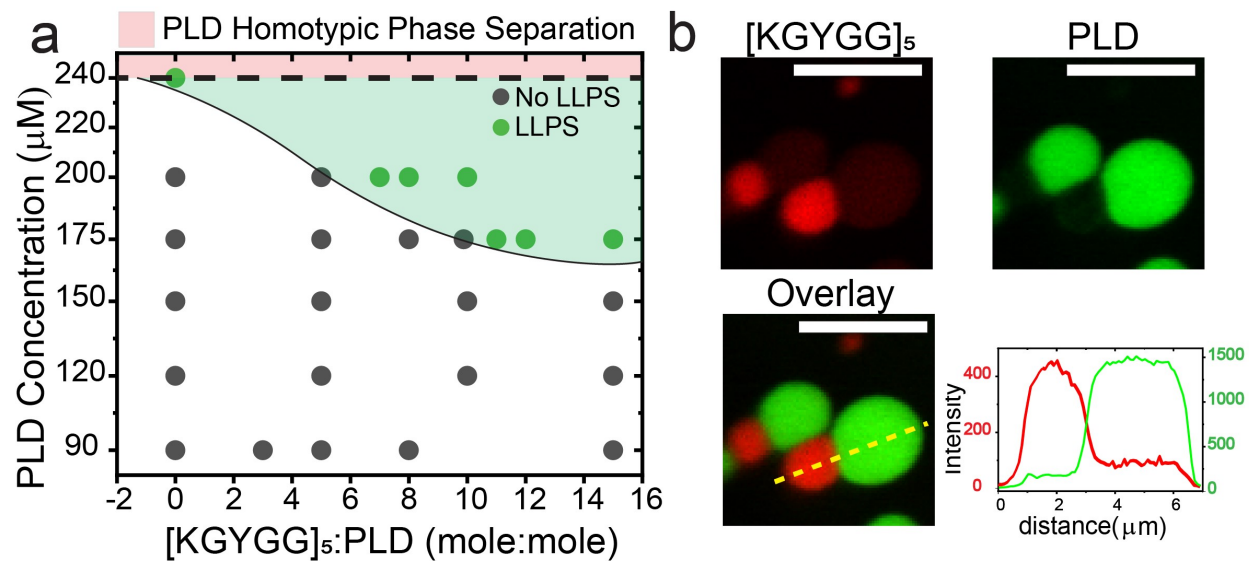 a
PLD Homotypic Phase Separation
PLD Concentration (μM)
240
220
200
175
150
120
90
No LLPS
LLPS
-2 0 2 4 6 8 10 12 14 16
[KGYGG]₅:PLD (mole:mole)
b
[KGYGG]₅
PLD
Overlay
Intensity
400
200
0
1500
1000
500
0
0 2 4 6
distance(μm)